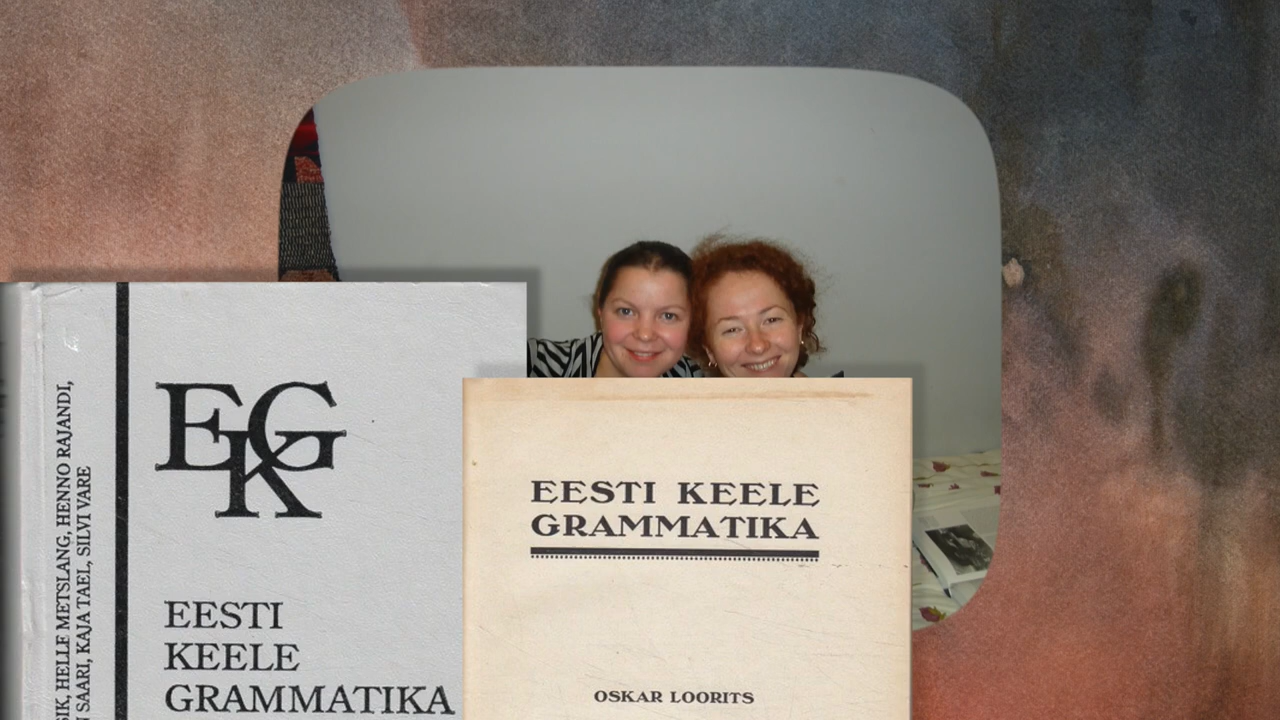 HELLE METSLANG, HENNO RAJANDI,
SAARI, KAJA TAEL, SILVI VARE
EKG
EESTI
KEELE
GRAMMATIKA
EESTI KEELE
GRAMMATIKA
OSKAR LOORITS